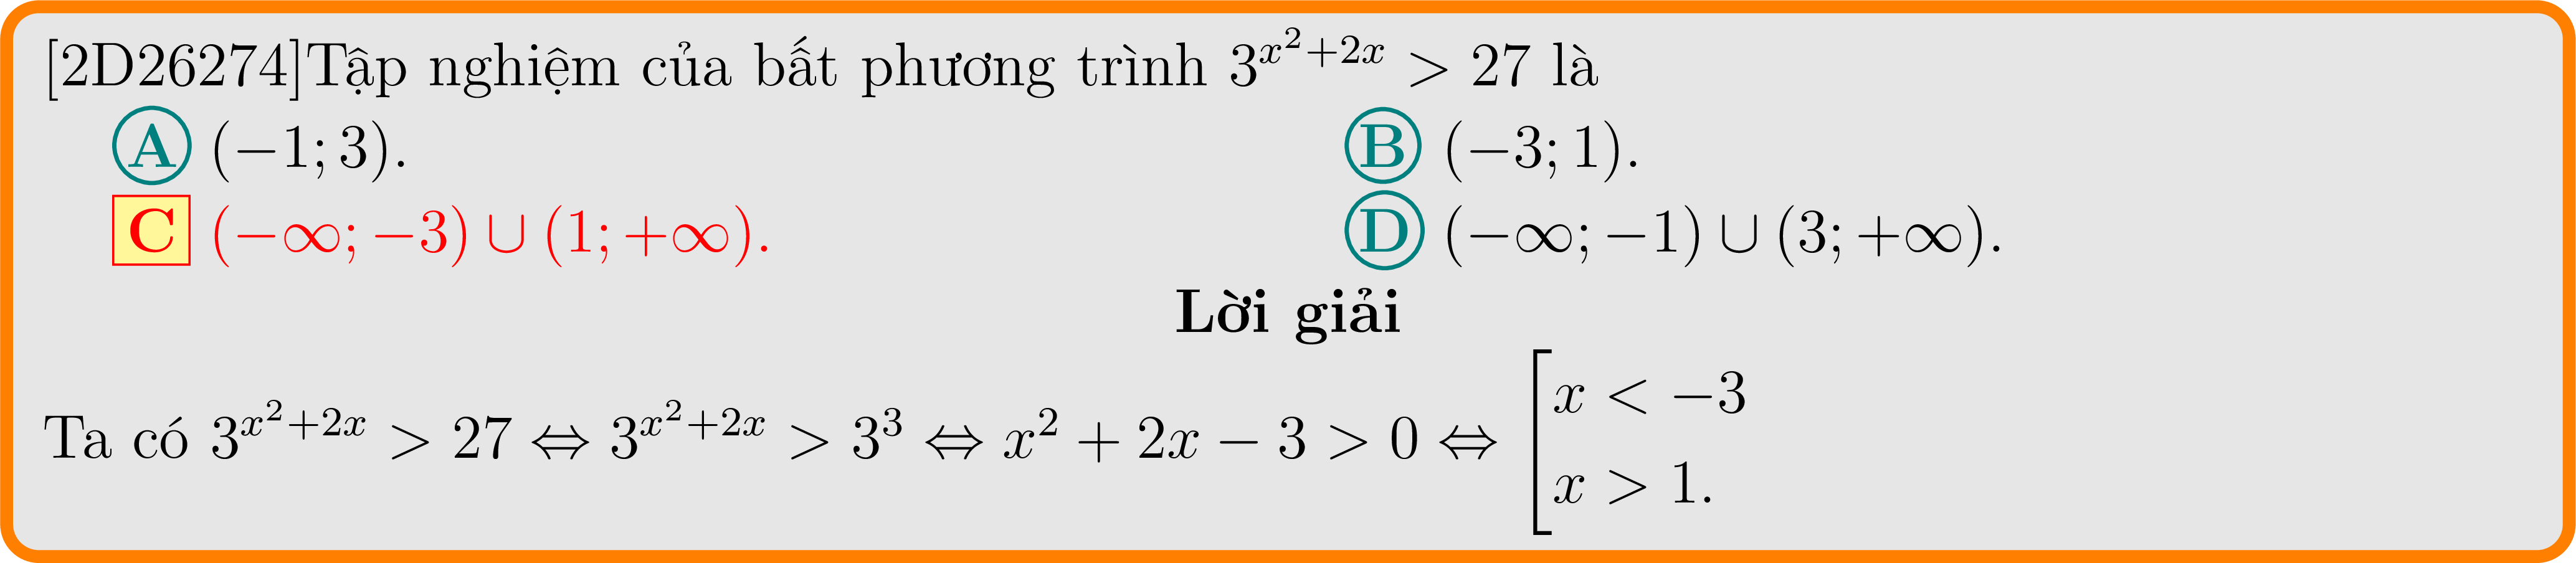 [2D26274]Tập nghiệm của bất phương trình $3^{x^2+2x} > 27$ là
A $(-1; 3)$. B $(-3; 1)$.
C $(-\infty; -3) \cup (1; +\infty)$. D $(-\infty; -1) \cup (3; +\infty)$.
Lời giải
Ta có $3^{x^2+2x} > 27 \Leftrightarrow 3^{x^2+2x} > 3^3 \Leftrightarrow x^2 + 2x - 3 > 0 \Leftrightarrow \left[\begin{array}{l} x < -3 \\ x > 1. \end{array}\right.$